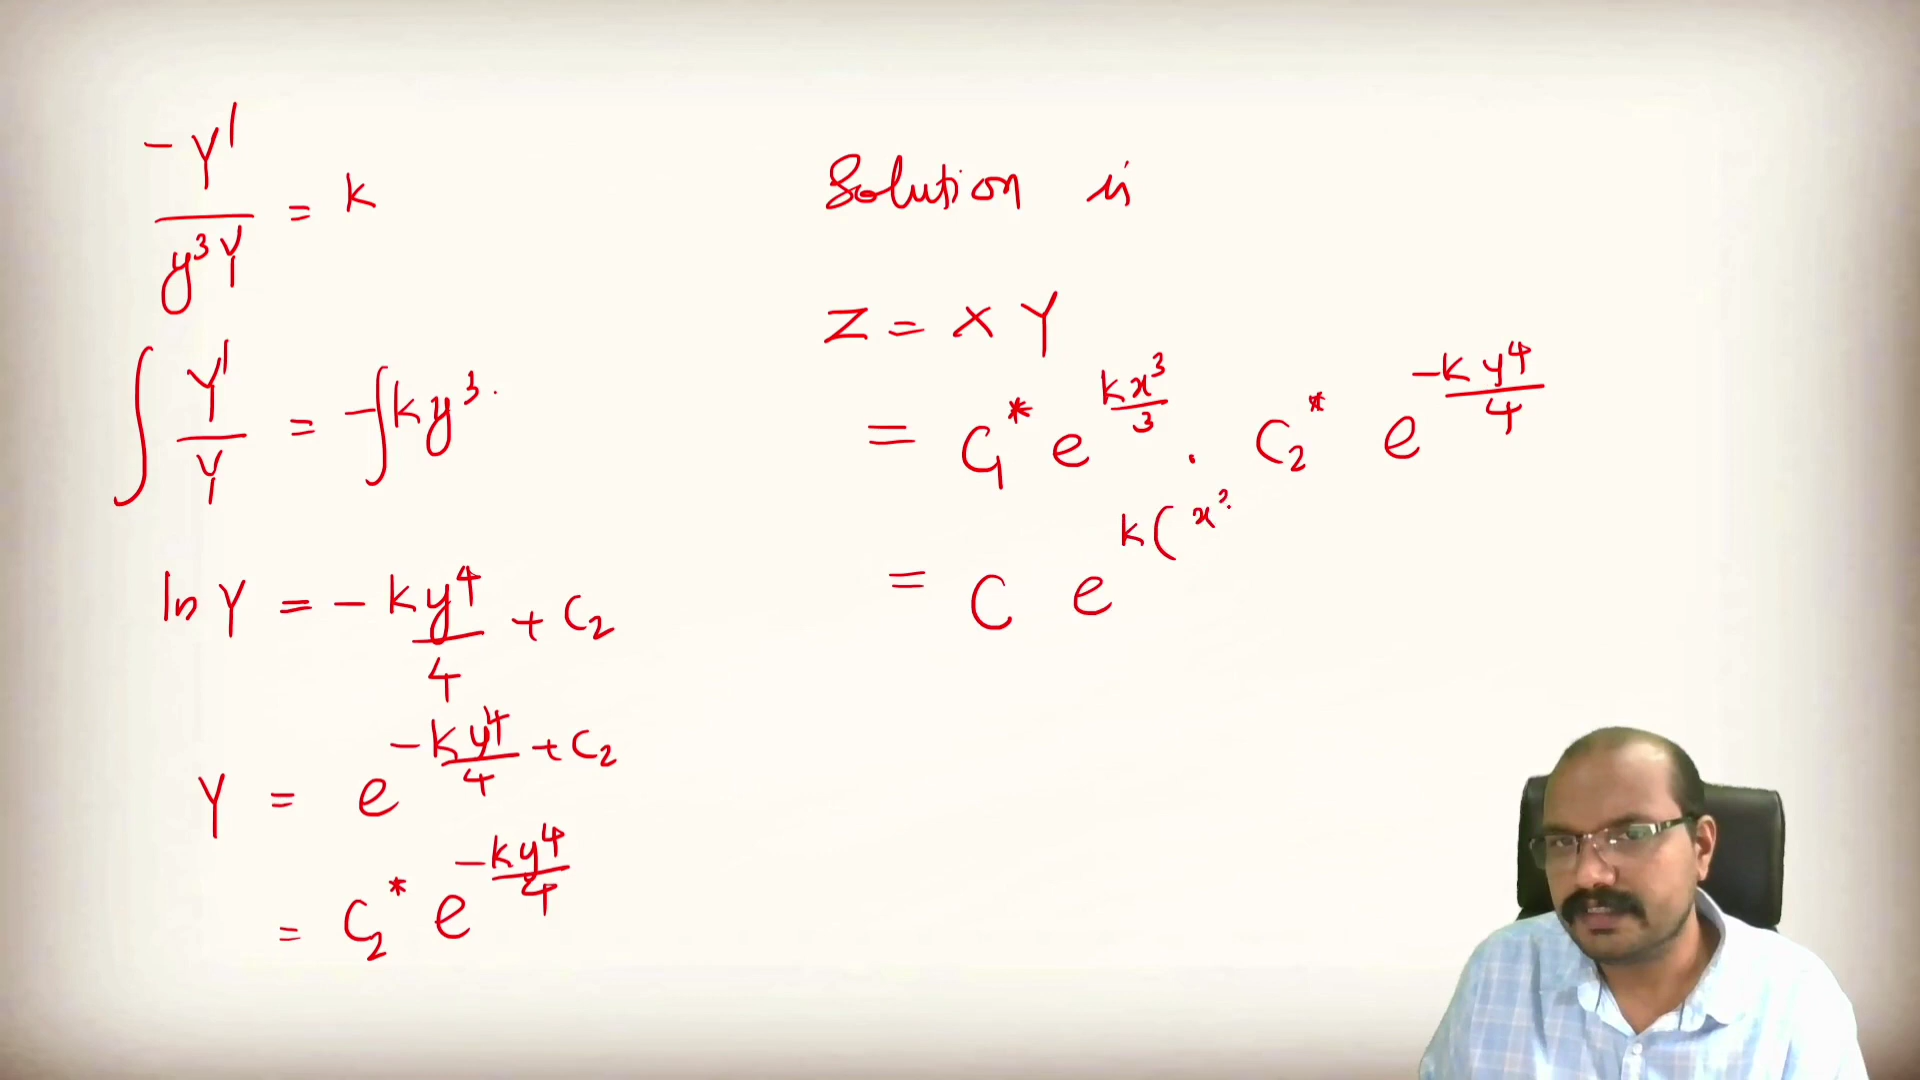 -Y' / y³Y = k
∫ Y'/Y = -∫ky³.
ln Y = - ky⁴/4 + C₂
Y = e^(-ky⁴/4 + C₂)
= C₂* e^(-ky⁴/4)
Solution is
Z = X Y
= C₁* e^(kx³/3) . C₂* e^(-ky⁴/4)
= C e^(k(x³